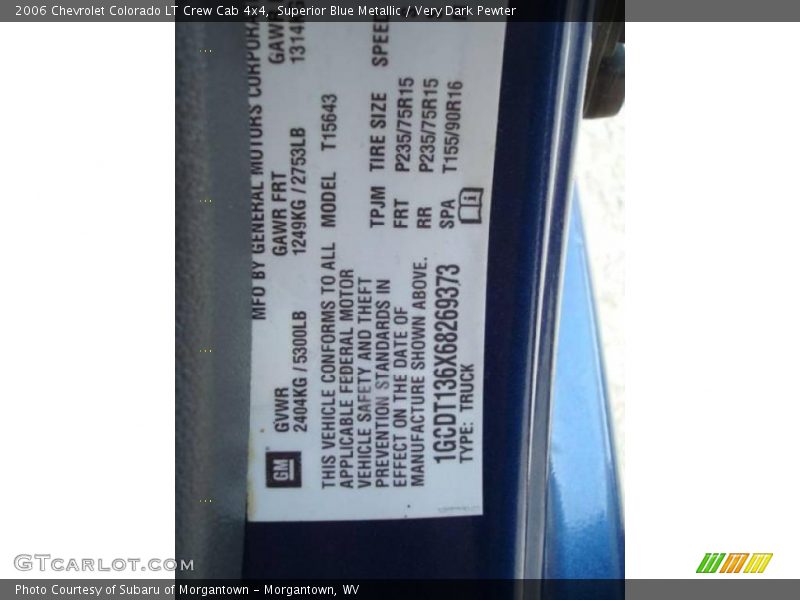 2006 Chevrolet Colorado LT Crew Cab 4x4, Superior Blue Metallic / Very Dark Pewter
MFD BY GENERAL MOTORS CORPORA
GVWR GAWR FRT GAWR
2404KG / 5300LB 1249KG / 2753LB
THIS VEHICLE CONFORMS TO ALL
APPLICABLE FEDERAL MOTOR
VEHICLE SAFETY AND THEFT
PREVENTION STANDARDS IN
EFFECT ON THE DATE OF
MANUFACTURE SHOWN ABOVE.
1GCDT136X68269373
TYPE: TRUCK
MODEL T15643
TPJM TIRE SIZE SPEED
FRT P235/75R15
RR P235/75R15
SPA T155/90R16
GM
GTcarlot.com
Photo Courtesy of Subaru of Morgantown - Morgantown, WV